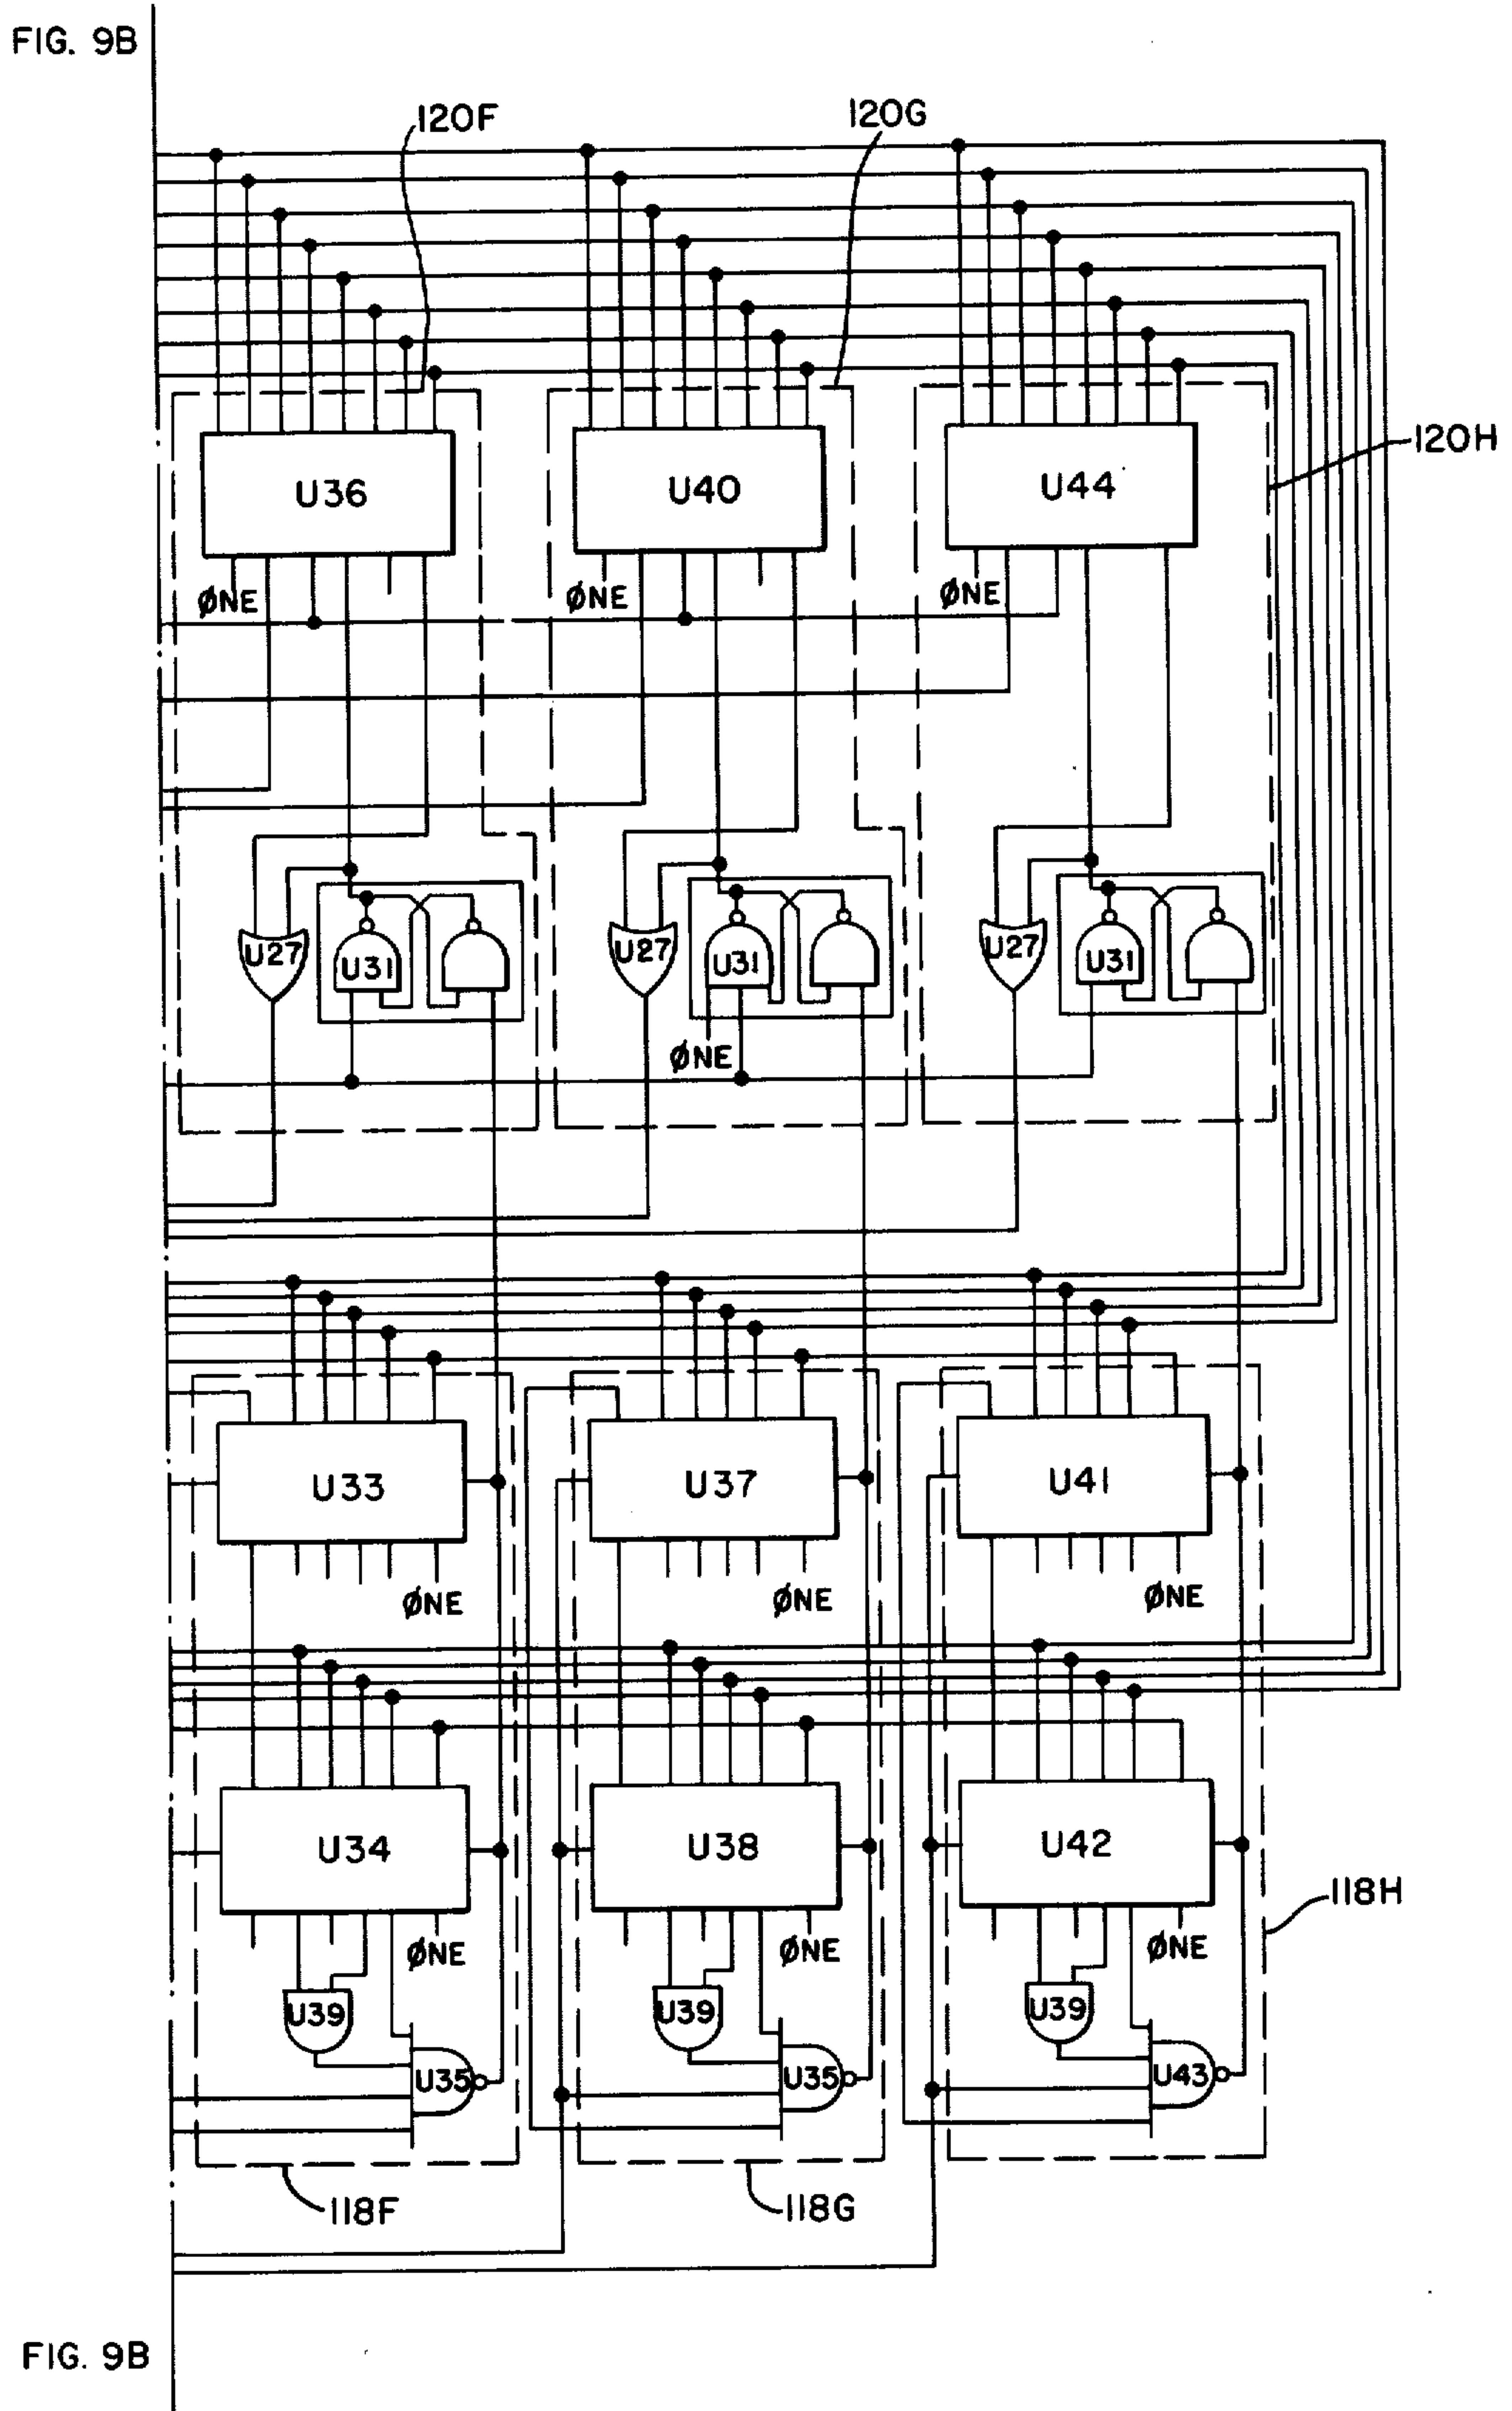 FIG. 9B
120F
120G
120H
U36
U40
U44
ØNE
ØNE
ØNE
U27
U31
U27
U31
U27
U31
ØNE
U33
U37
U41
ØNE
ØNE
ØNE
U34
U38
U42
118H
ØNE
ØNE
ØNE
U39
U39
U39
U35
U35
U43
118F
118G
FIG. 9B